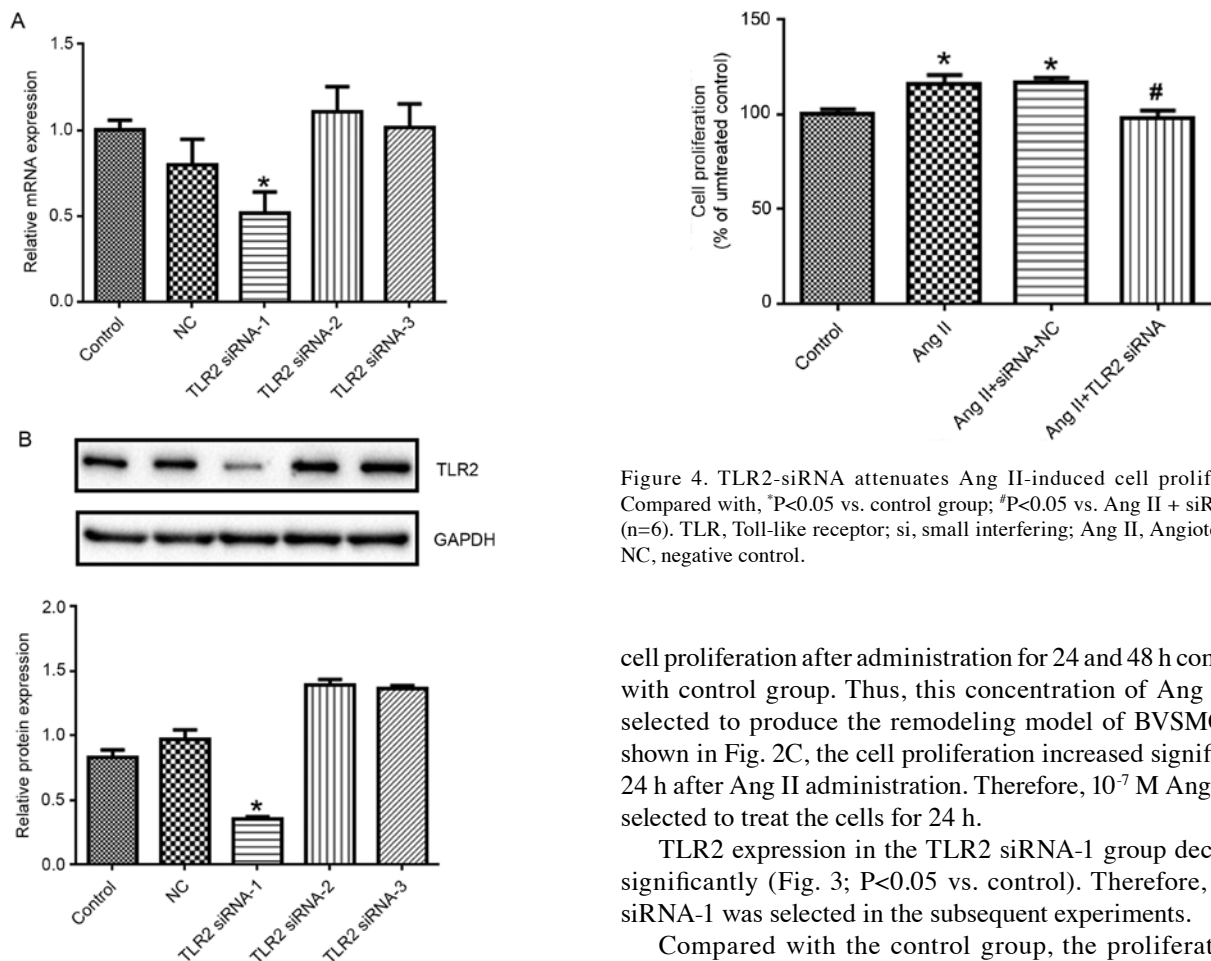 A
1.5
1.0
0.5
0.0
Relative mRNA expression
*
Control
NC
TLR2 siRNA-1
TLR2 siRNA-2
TLR2 siRNA-3
B
TLR2
GAPDH
2.0
1.5
1.0
0.5
0.0
Relative protein expression
*
Control
NC
TLR2 siRNA-1
TLR2 siRNA-2
TLR2 siRNA-3
150
100
50
0
Cell proliferation
(% of umtreated control)
*
*
#
Control
Ang II
Ang II+siRNA-NC
Ang II+TLR2 siRNA
Figure 4. TLR2-siRNA attenuates Ang II-induced cell prolif
Compared with, *P<0.05 vs. control group; #P<0.05 vs. Ang II + siR
(n=6). TLR, Toll-like receptor; si, small interfering; Ang II, Angioto
NC, negative control.
cell proliferation after administration for 24 and 48 h con
with control group. Thus, this concentration of Ang
selected to produce the remodeling model of BVSMC
shown in Fig. 2C, the cell proliferation increased signif
24 h after Ang II administration. Therefore, 10⁻⁷ M Ang
selected to treat the cells for 24 h.
TLR2 expression in the TLR2 siRNA-1 group dec
significantly (Fig. 3; P<0.05 vs. control). Therefore,
siRNA-1 was selected in the subsequent experiments.
Compared with the control group, the proliferat